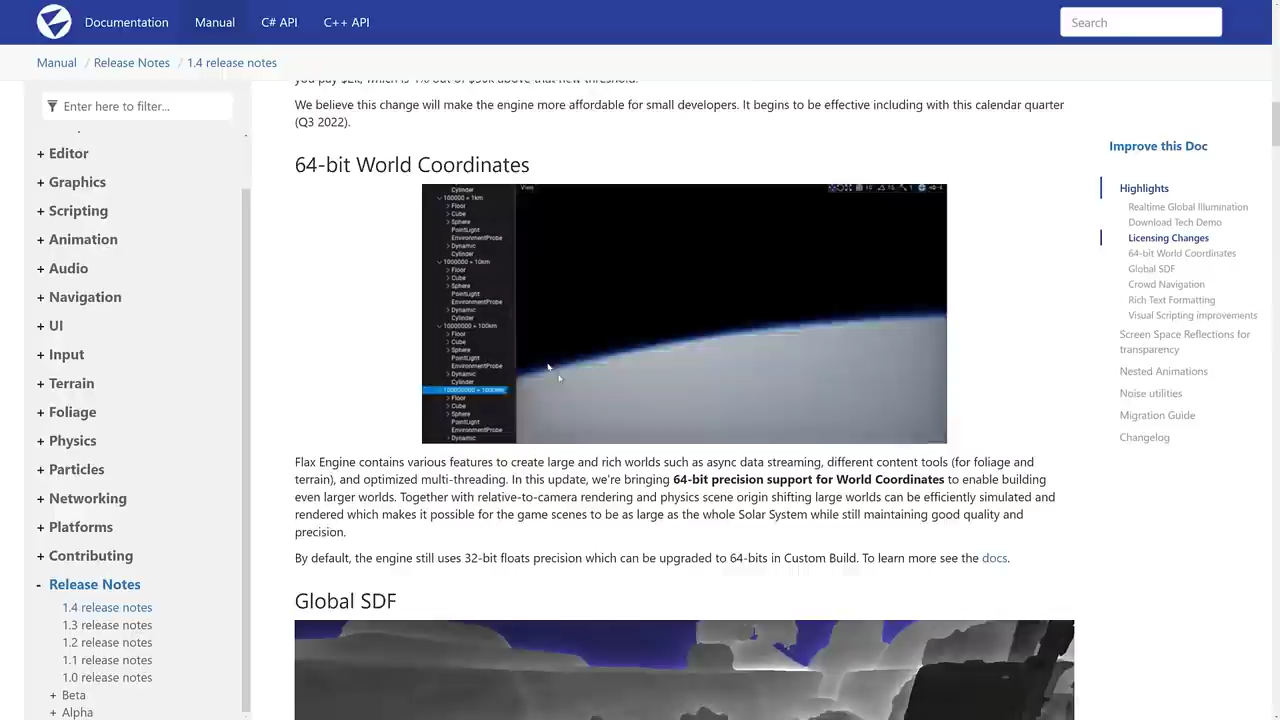 Documentation Manual C# API C++ API Search
Manual / Release Notes / 1.4 release notes
Enter here to filter...
+ Editor
+ Graphics
+ Scripting
+ Animation
+ Audio
+ Navigation
+ UI
+ Input
+ Terrain
+ Foliage
+ Physics
+ Particles
+ Networking
+ Platforms
+ Contributing
- Release Notes
1.4 release notes
1.3 release notes
1.2 release notes
1.1 release notes
1.0 release notes
+ Beta
+ Alpha
We believe this change will make the engine more affordable for small developers. It begins to be effective including with this calendar quarter
(Q3 2022).
64-bit World Coordinates
View
Cylinder
100000 = 1km
Floor
Cube
Sphere
PointLight
EnvironmentProbe
Dynamic
Cylinder
1000000 = 10km
Floor
Cube
Sphere
PointLight
EnvironmentProbe
Dynamic
Cylinder
10000000 = 100km
Floor
Cube
Sphere
PointLight
EnvironmentProbe
Dynamic
Cylinder
Floor
Cube
Sphere
PointLight
EnvironmentProbe
Dynamic
Flax Engine contains various features to create large and rich worlds such as async data streaming, different content tools (for foliage and
terrain), and optimized multi-threading. In this update, we're bringing 64-bit precision support for World Coordinates to enable building
even larger worlds. Together with relative-to-camera rendering and physics scene origin shifting large worlds can be efficiently simulated and
rendered which makes it possible for the game scenes to be as large as the whole Solar System while still maintaining good quality and
precision.
By default, the engine still uses 32-bit floats precision which can be upgraded to 64-bits in Custom Build. To learn more see the docs.
Global SDF
Improve this Doc
Highlights
Realtime Global Illumination
Download Tech Demo
Licensing Changes
64-bit World Coordinates
Global SDF
Crowd Navigation
Rich Text Formatting
Visual Scripting improvements
Screen Space Reflections for
transparency
Nested Animations
Noise utilities
Migration Guide
Changelog